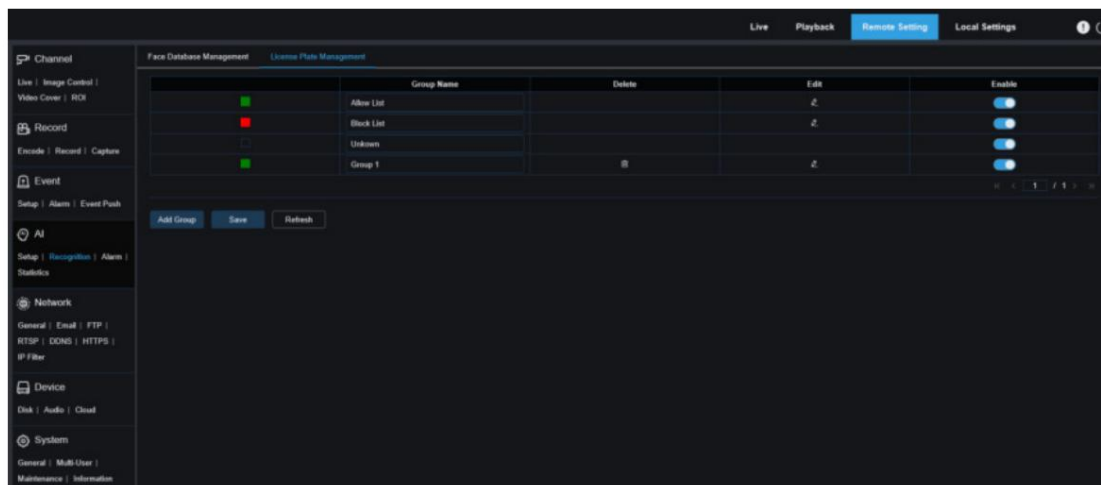 Live Playback Remote Setting Local Settings
Channel
Live | Image Control |
Video Cover | ROI
Record
Encode | Record | Capture
Event
Setup | Alarm | Event Push
AI
Setup | Recognition | Alarm |
Statistics
Network
General | Email | FTP |
RTSP | DDNS | HTTPS |
IP Filter
Device
Disk | Audio | Cloud
System
General | Multi-User |
Maintenance | Information
Face Database Management License Plate Management
Group Name Delete Edit Enable
Allow List
Block List
Unkown
Group 1
1 / 1
Add Group Save Refresh